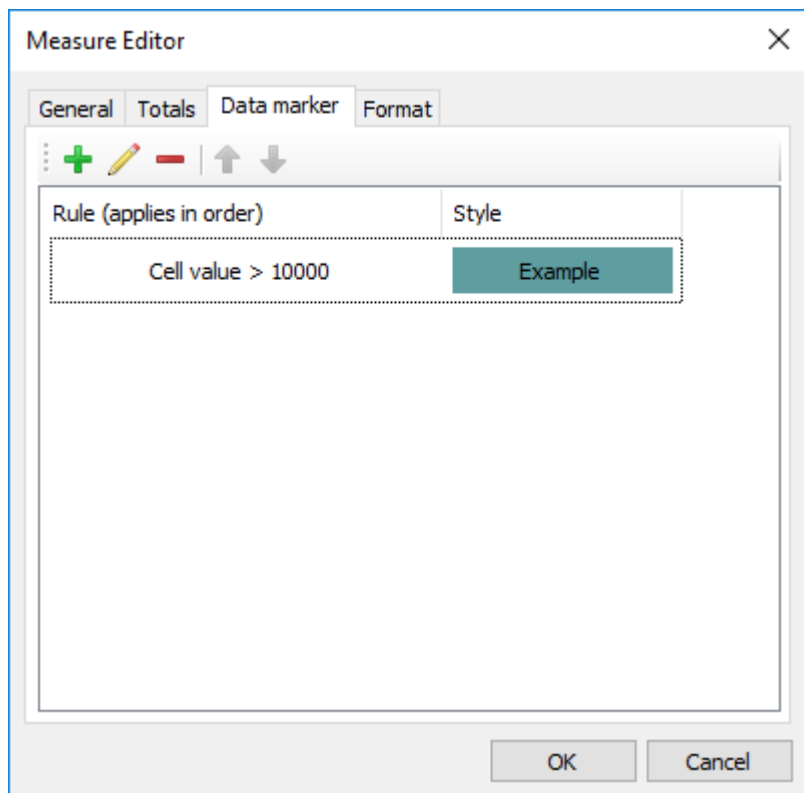 Measure Editor
General Totals Data marker Format
Rule (applies in order) Style
Cell value > 10000 Example
OK Cancel